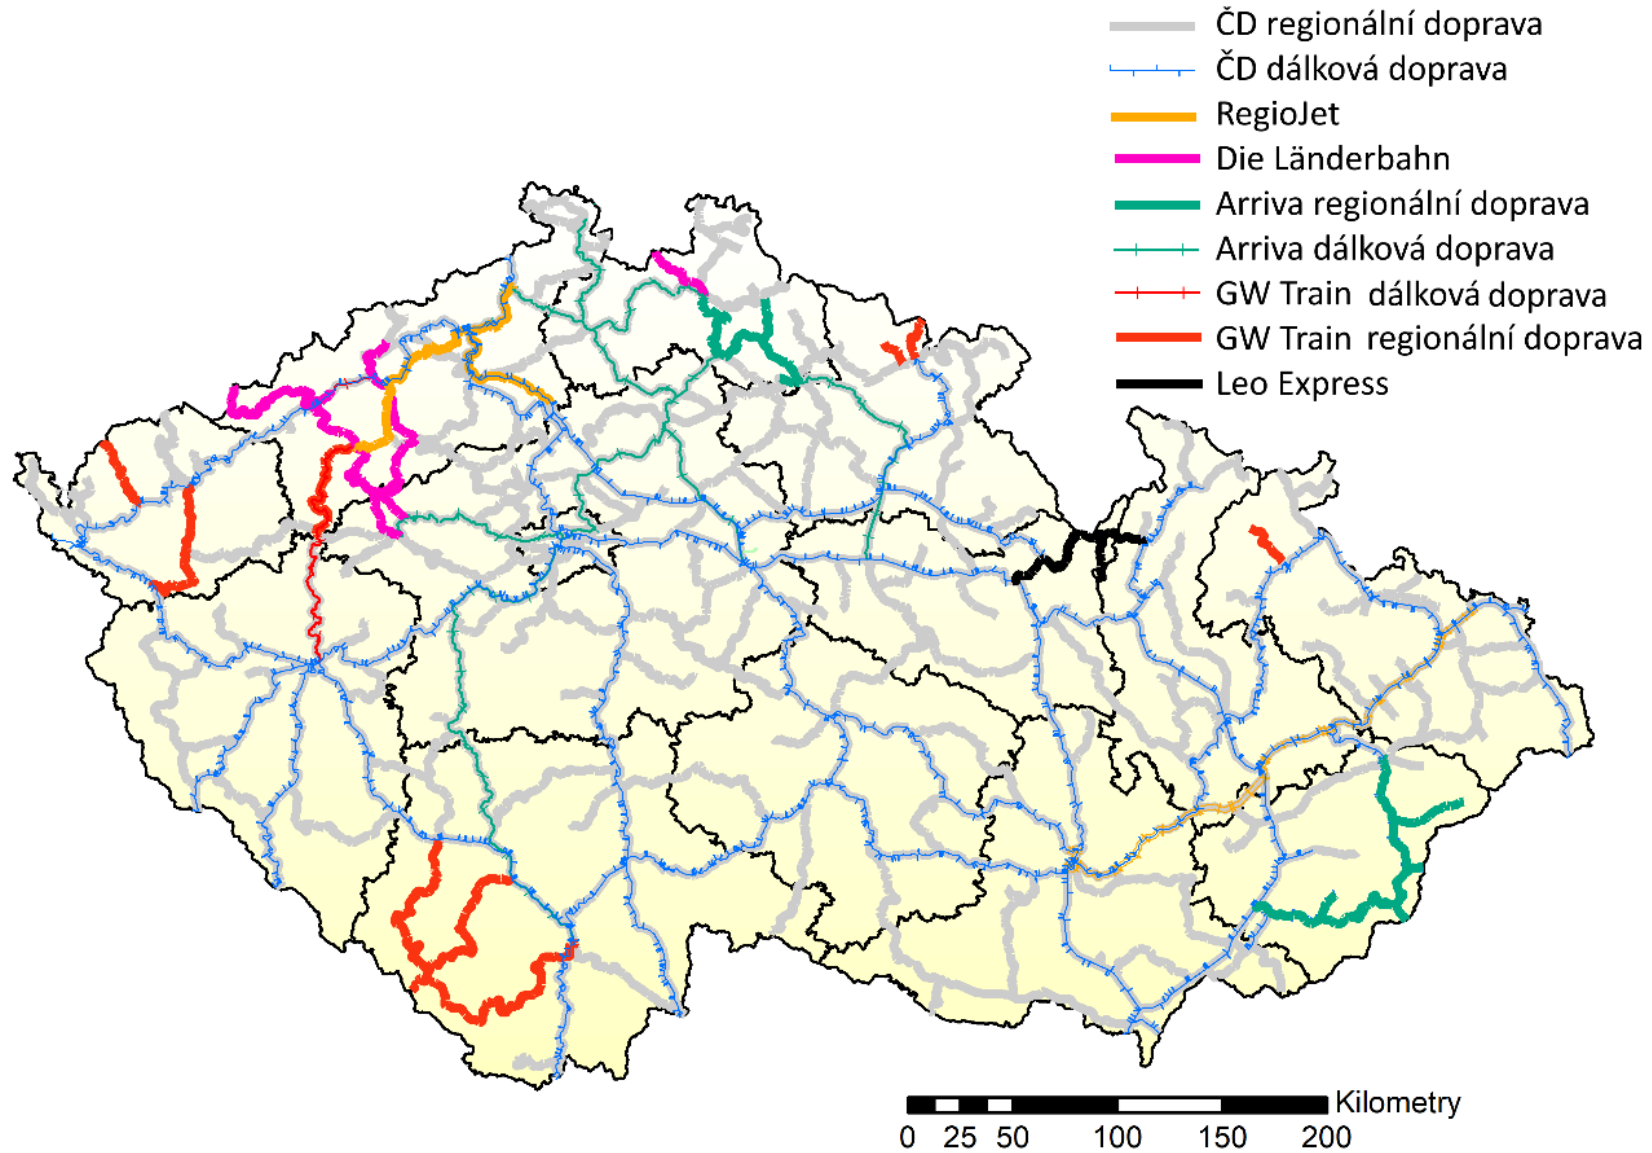 ČD regionální doprava
ČD dálková doprava
RegioJet
Die Länderbahn
Arriva regionální doprava
Arriva dálková doprava
GW Train dálková doprava
GW Train regionální doprava
Leo Express
Kilometry
0 25 50 100 150 200